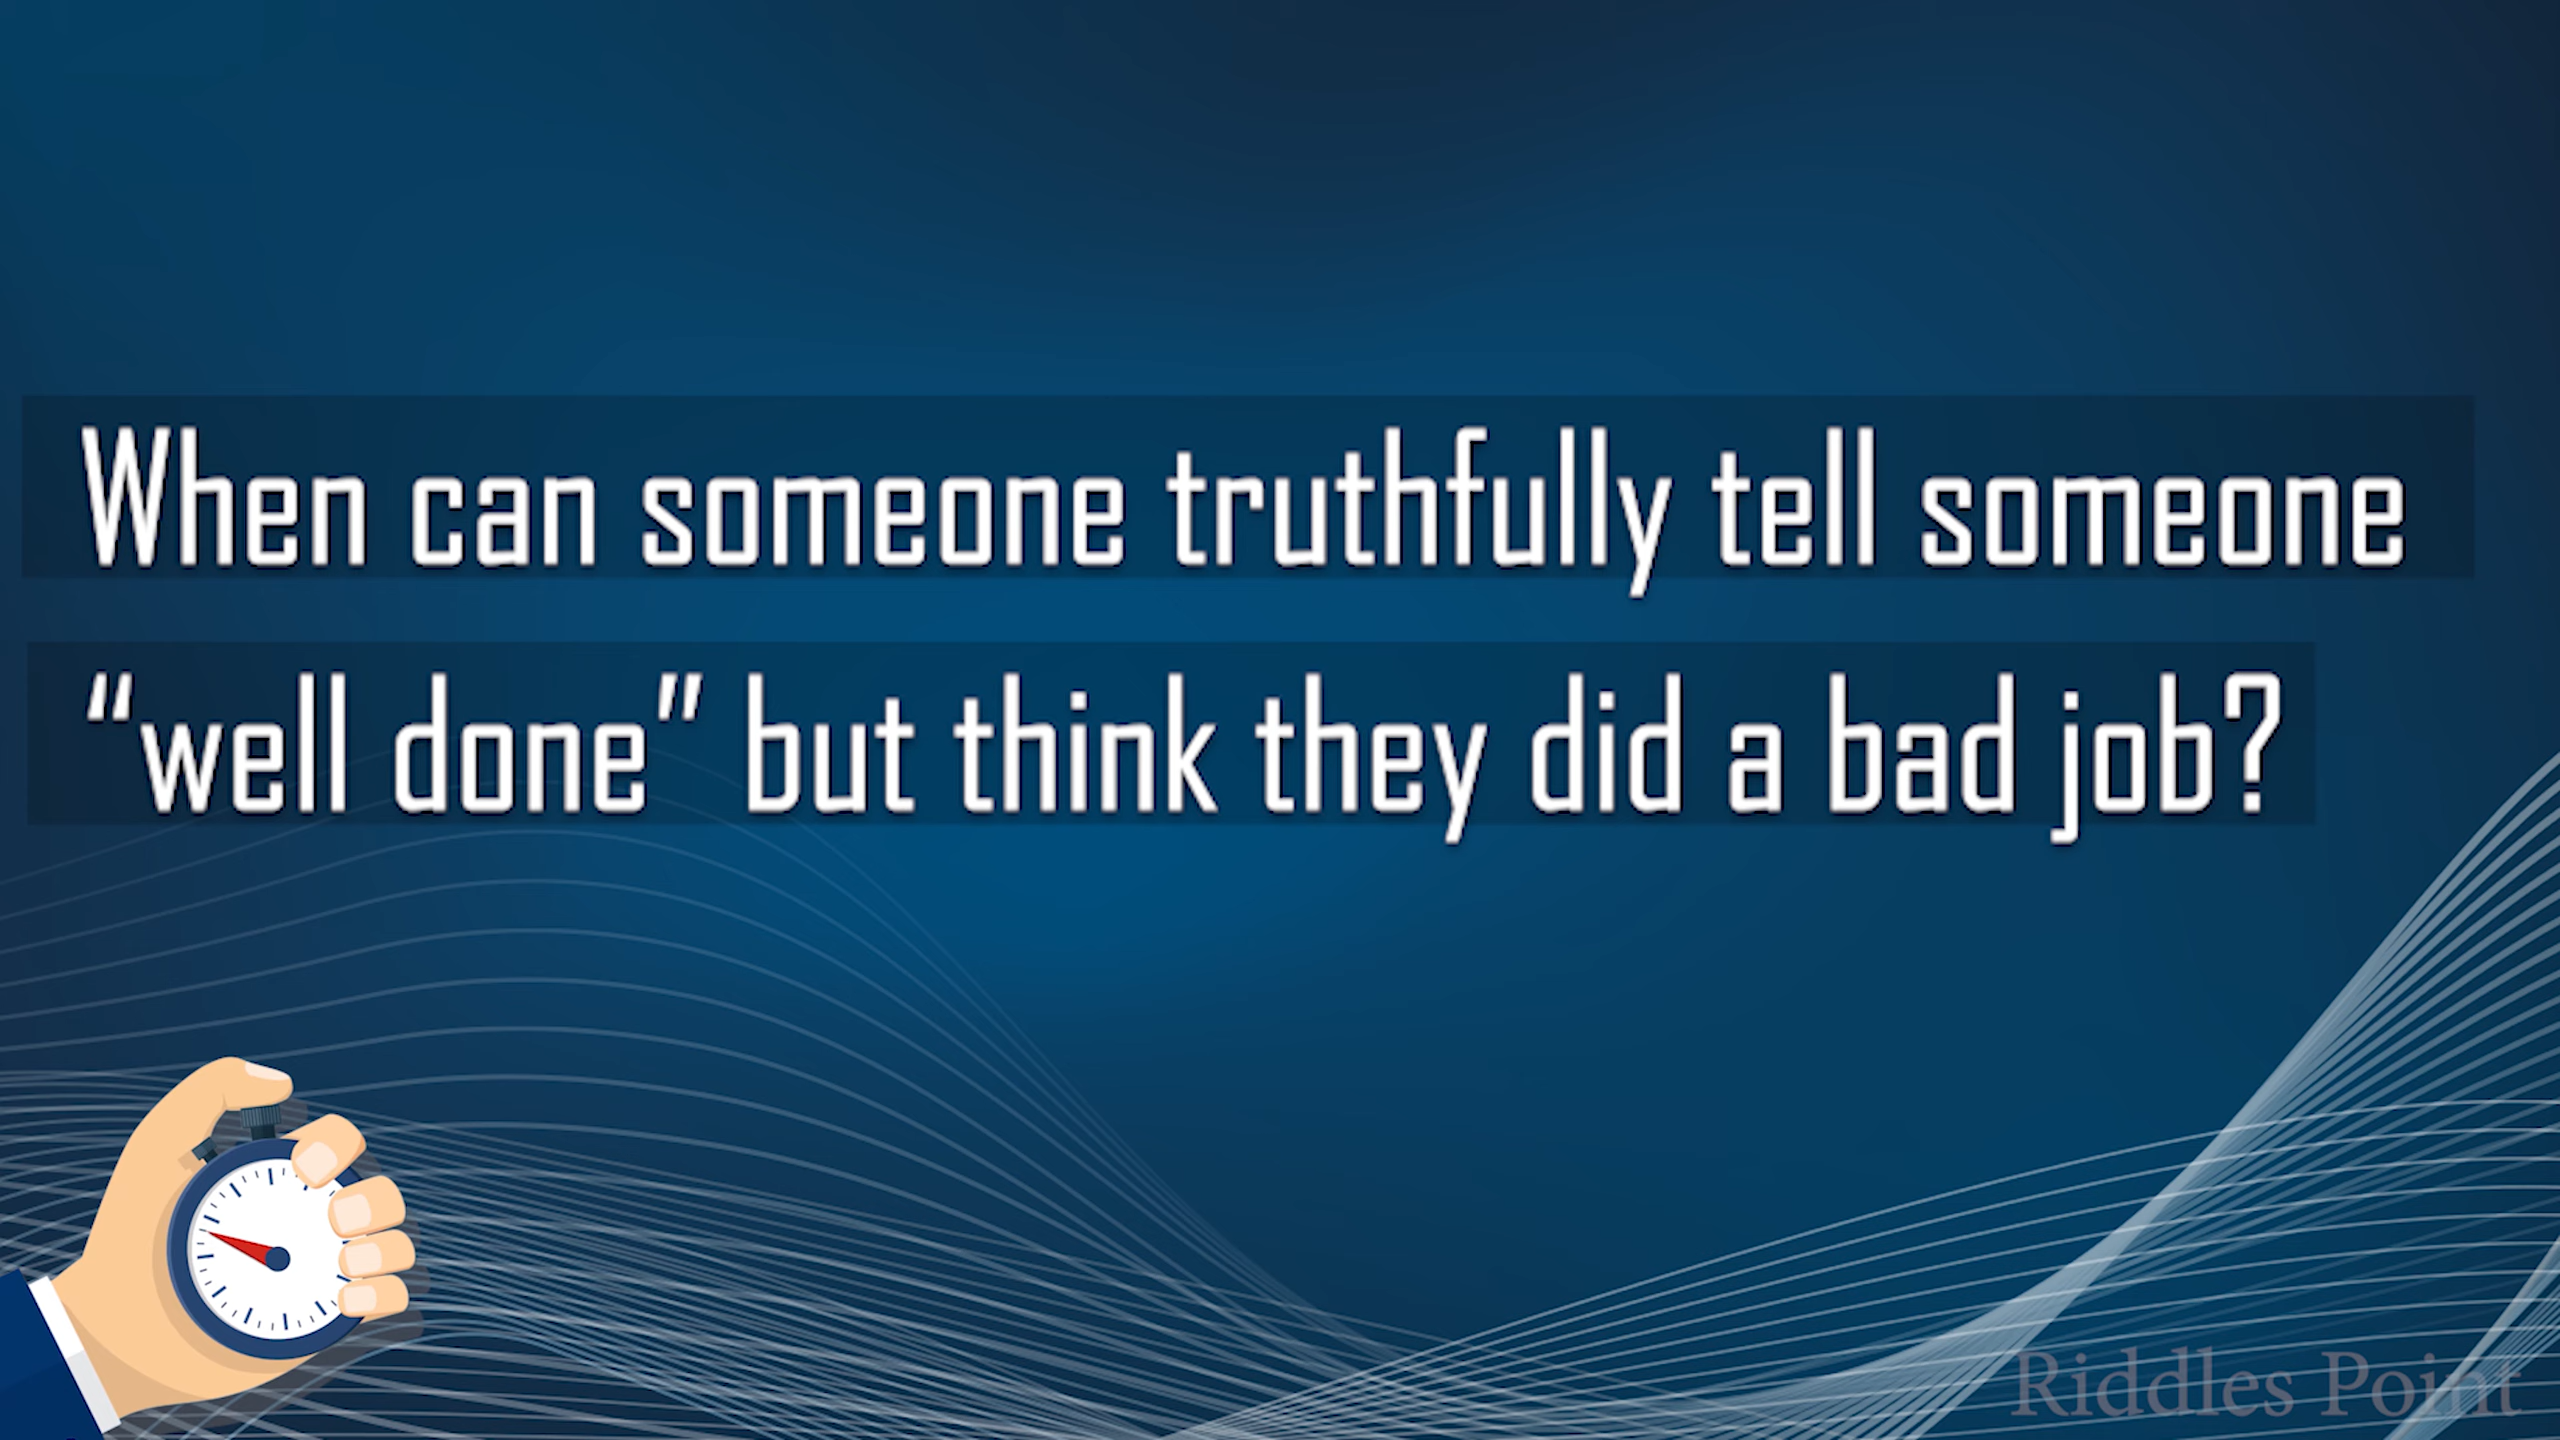 When can someone truthfully tell someone
“well done” but think they did a bad job?
Riddles Point